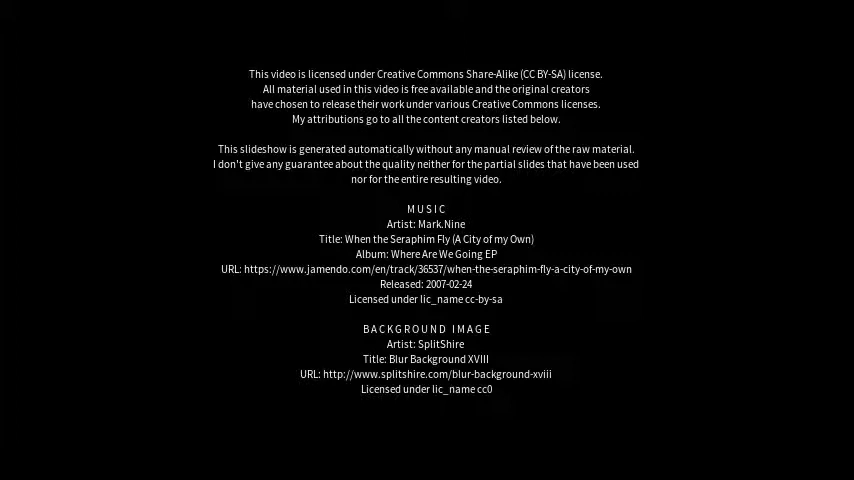 This video is licensed under Creative Commons Share-Alike (CC BY-SA) license.
All material used in this video is free available and the original creators
have chosen to release their work under various Creative Commons licenses.
My attributions go to all the content creators listed below.
This slideshow is generated automatically without any manual review of the raw material.
I don't give any guarantee about the quality neither for the partial slides that have been used
nor for the entire resulting video.
MUSIC
Artist: Mark.Nine
Title: When the Seraphim Fly (A City of my Own)
Album: Where Are We Going EP
URL: https://www.jamendo.com/en/track/36537/when-the-seraphim-fly-a-city-of-my-own
Released: 2007-02-24
Licensed under lic_name cc-by-sa
BACKGROUND IMAGE
Artist: SplitShire
Title: Blur Background XVIII
URL: http://www.splitshire.com/blur-background-xviii
Licensed under lic_name cc0